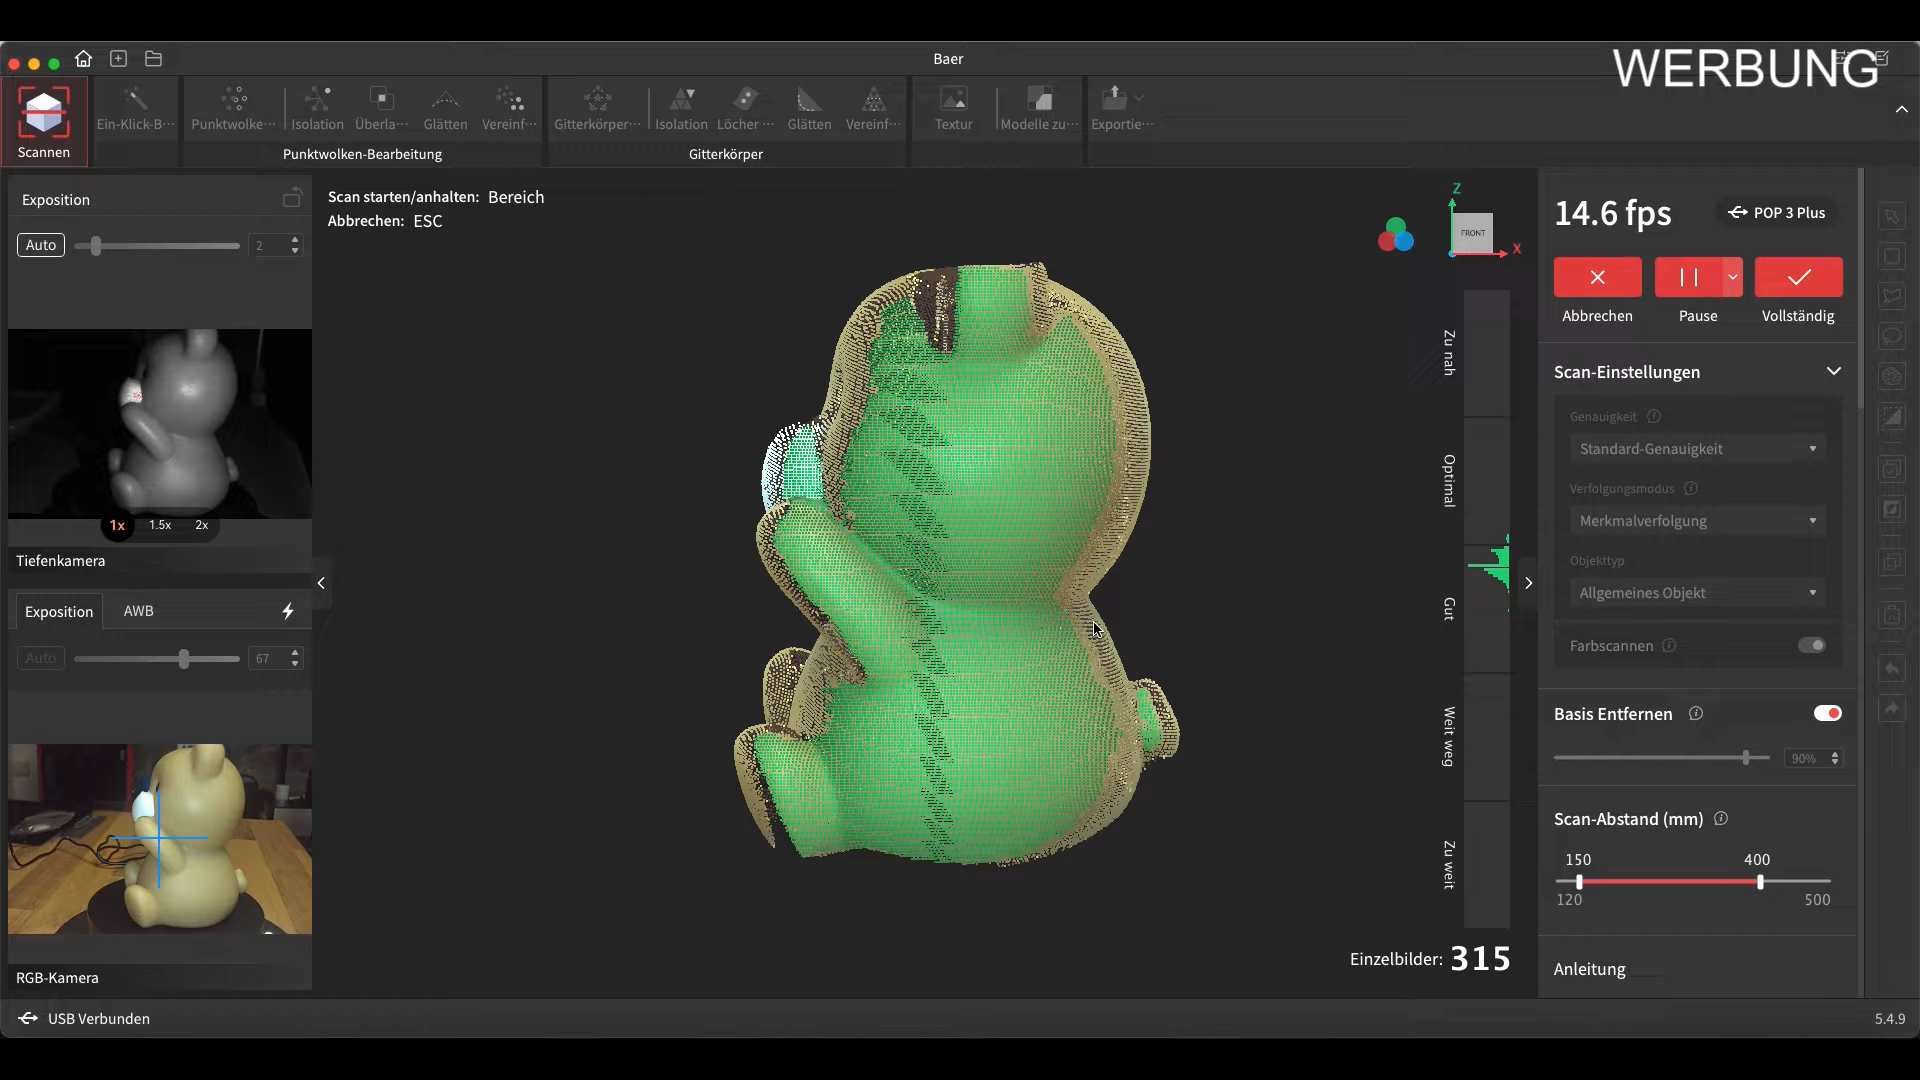 Baer
WERBUNG
Scannen
Ein-Klick-B···
Punktwolke···
Isolation
Überla···
Glätten
Vereinf···
Punktwolken-Bearbeitung
Gitterkörper···
Isolation
Löcher ···
Glätten
Vereinf···
Gitterkörper
Textur
Modelle zu···
Exportie···
Exposition
Auto
2
1x
1.5x
2x
Tiefenkamera
Exposition
AWB
Auto
67
RGB-Kamera
Scan starten/anhalten: Bereich
Abbrechen: ESC
Z
FRONT
X
Zu nah
Optimal
Gut
Weit weg
Zu weit
Einzelbilder: 315
14.6 fps
POP 3 Plus
Abbrechen
Pause
Vollständig
Scan-Einstellungen
Genauigkeit
Standard-Genauigkeit
Verfolgungsmodus
Merkmalverfolgung
Objekttyp
Allgemeines Objekt
Farbscannen
Basis Entfernen
90%
Scan-Abstand (mm)
150
400
120
500
Anleitung
USB Verbunden
5.4.9